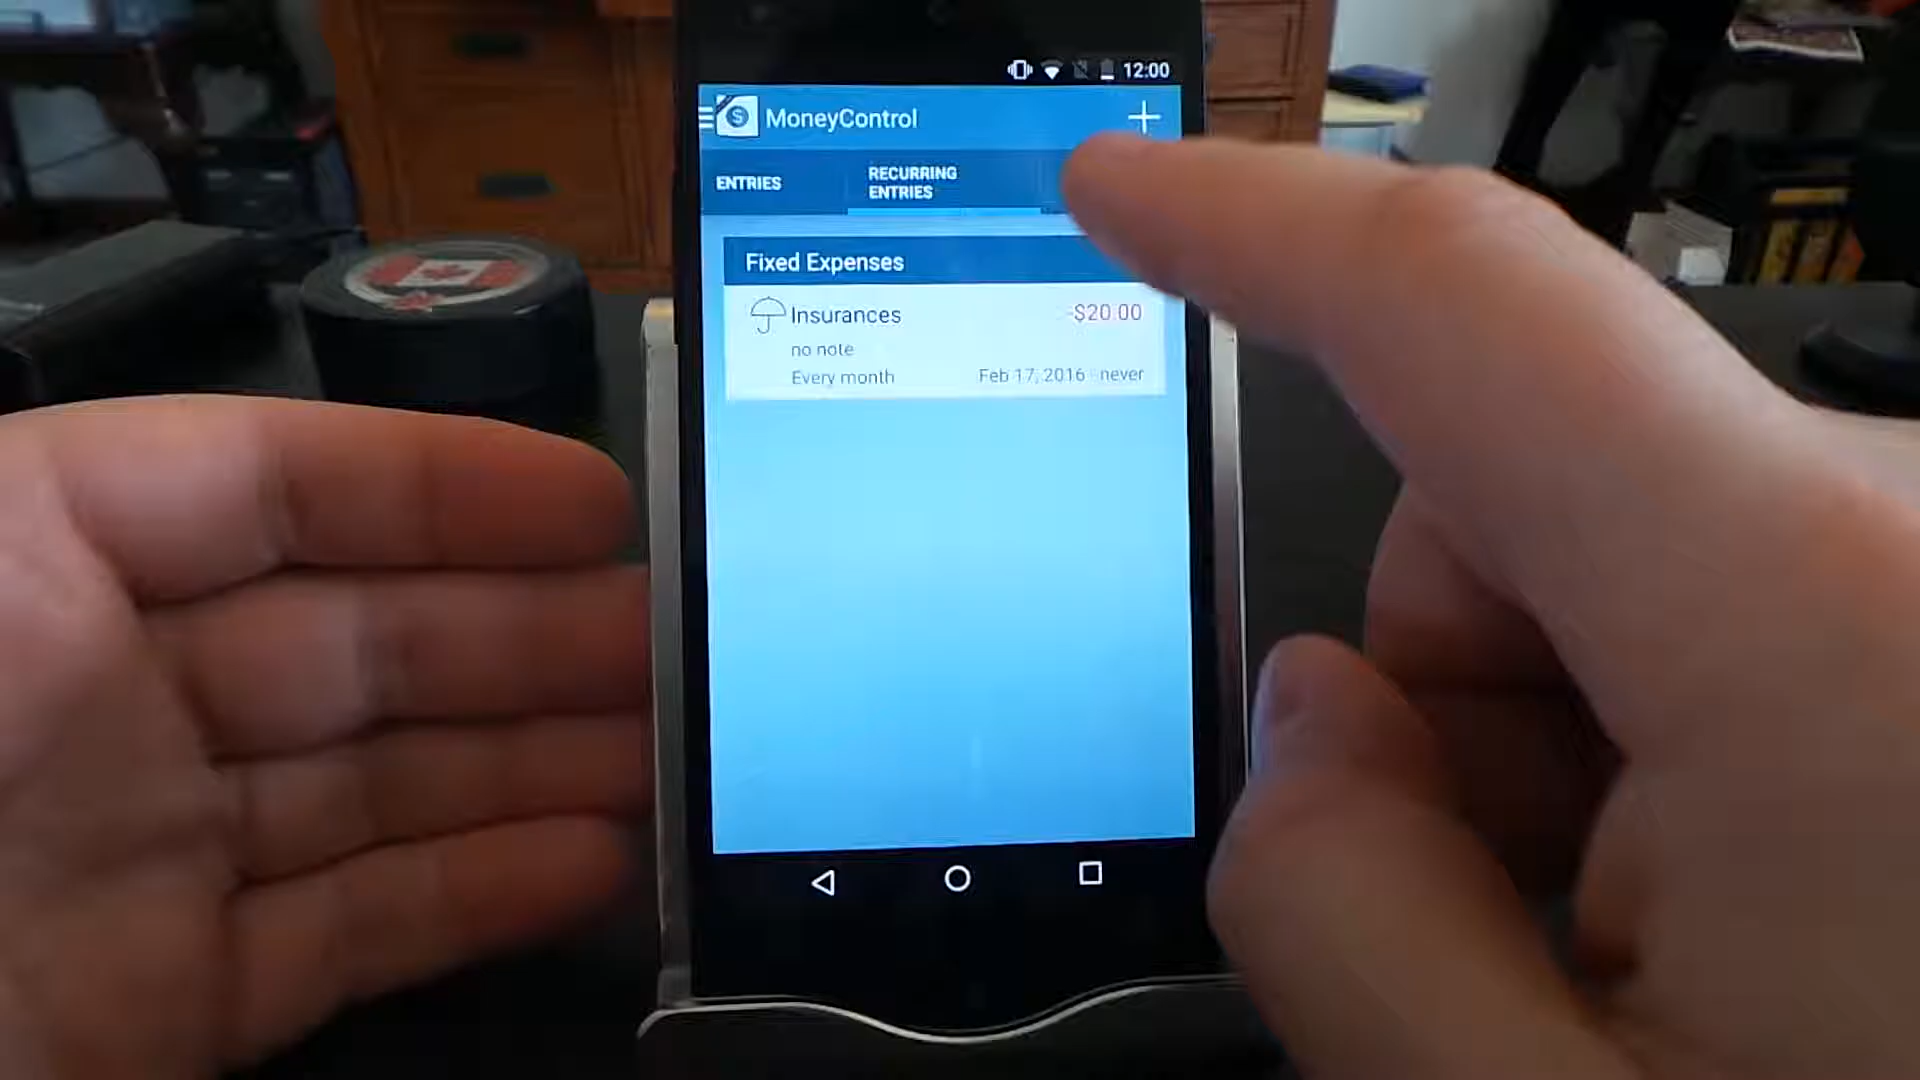 12:00
$ MoneyControl +
ENTRIES
RECURRING
ENTRIES
Fixed Expenses
Insurances -$20.00
no note
Every month Feb 17, 2016 - never